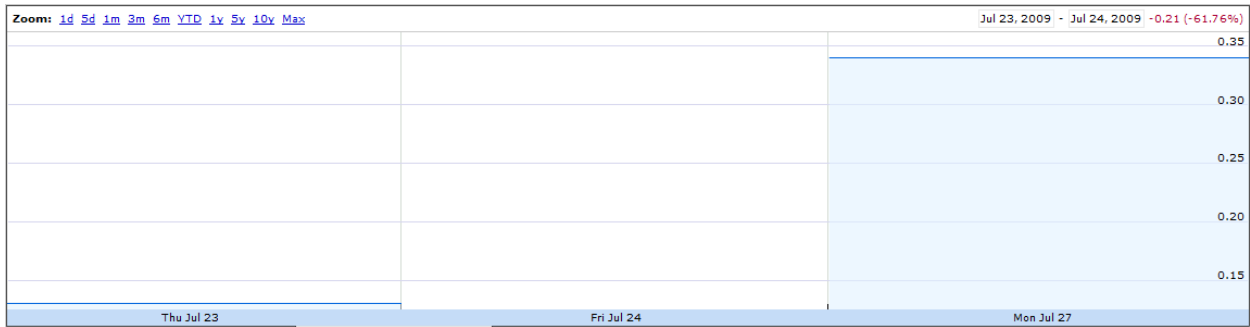 Zoom: 1d 5d 1m 3m 6m YTD 1y 5y 10y Max Jul 23, 2009 - Jul 24, 2009 -0.21 (-61.76%)
0.35
0.30
0.25
0.20
0.15
Thu Jul 23 Fri Jul 24 Mon Jul 27